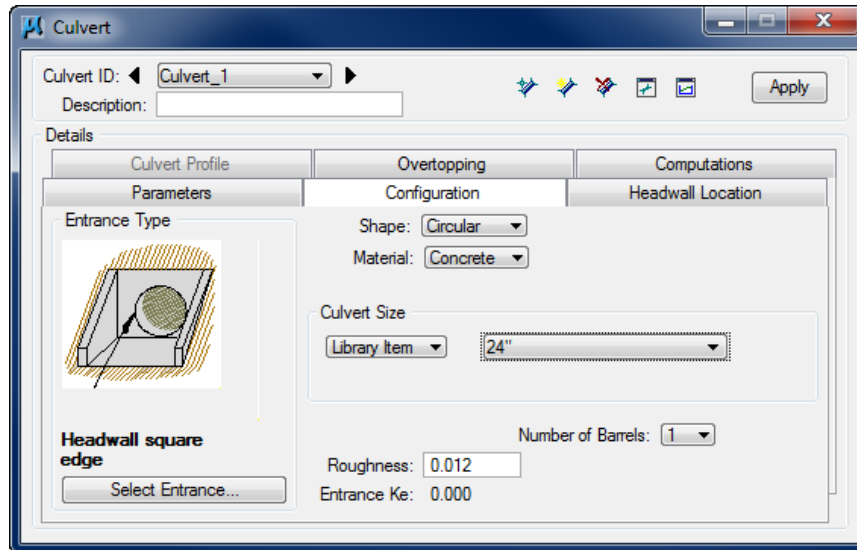 Culvert
Culvert ID: Culvert_1
Description:
Apply
Details
Culvert Profile Overtopping Computations
Parameters Configuration Headwall Location
Entrance Type
Shape: Circular
Material: Concrete
Culvert Size
Library Item 24"
Headwall square
edge
Number of Barrels: 1
Roughness: 0.012
Select Entrance...
Entrance Ke: 0.000